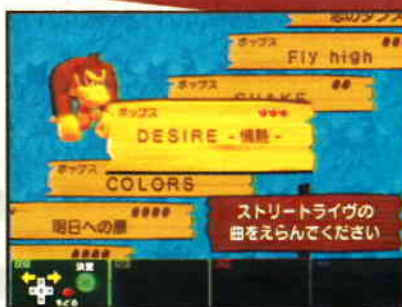 ポップス
Fly high
ポップス
SHAKE
ポップス
DESIRE -情熱-
ポップス
COLORS
明日への扉
ストリートライヴの
曲をえらんでください
決定
もどる